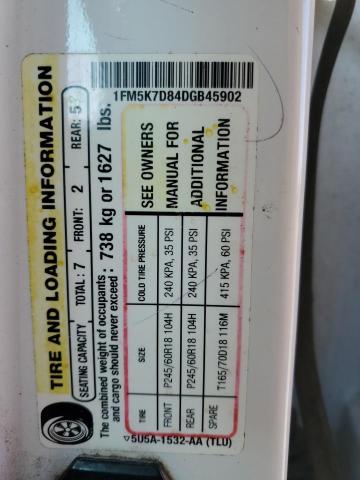 TIRE AND LOADING INFORMATION
SEATING CAPACITY TOTAL: 7 FRONT: 2 REAR: 5
The combined weight of occupants and cargo should never exceed: 738 kg or 1627 lbs.
TIRE SIZE COLD TIRE PRESSURE
FRONT P245/60R18 104H 240 KPA, 35 PSI
REAR P245/60R18 104H 240 KPA, 35 PSI
SPARE T165/70D18 116M 415 KPA, 60 PSI
SEE OWNERS
MANUAL FOR
ADDITIONAL
INFORMATION
5U5A-1532-AA (TLU)
1FM5K7D84DGB45902